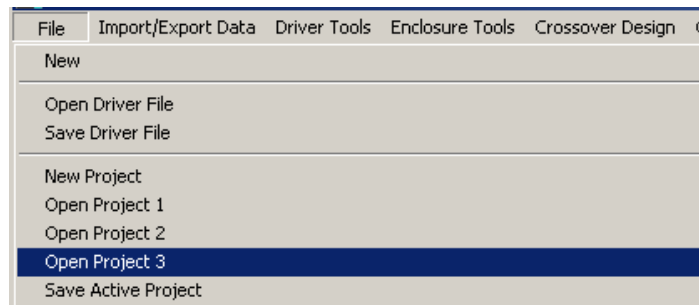 File Import/Export Data Driver Tools Enclosure Tools Crossover Design
New
Open Driver File
Save Driver File
New Project
Open Project 1
Open Project 2
Open Project 3
Save Active Project